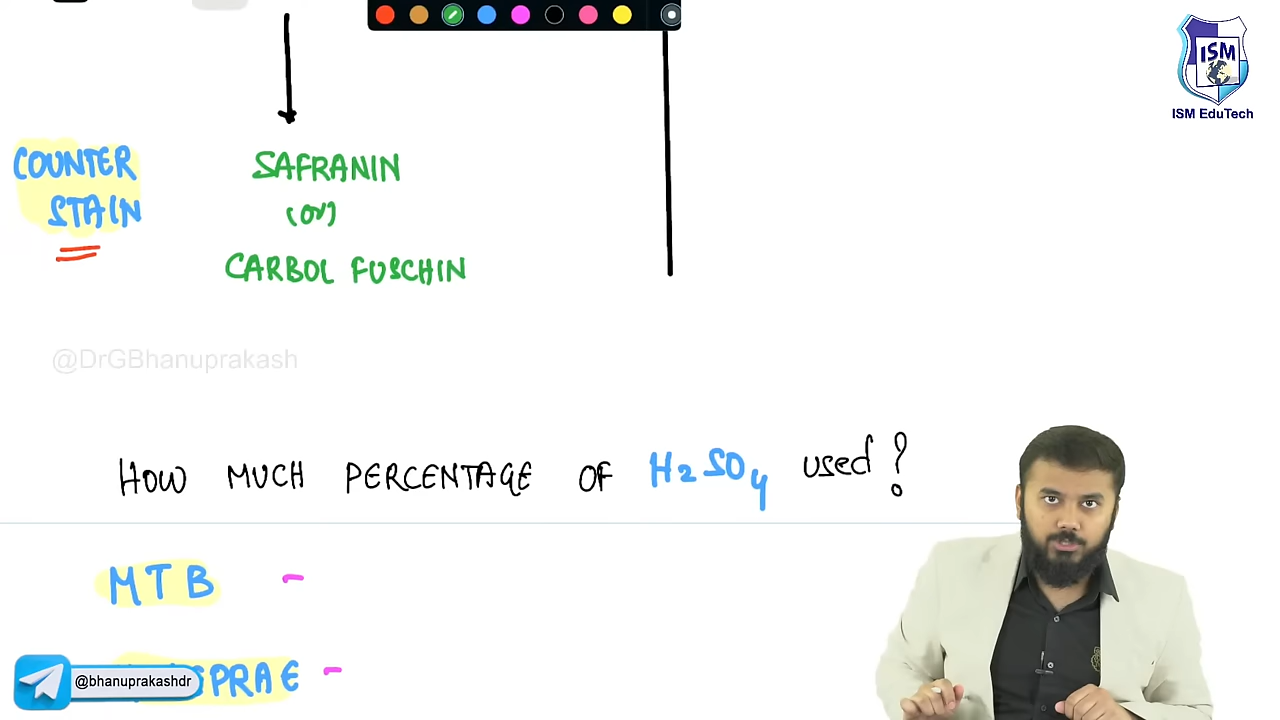 ISM
ISM EduTech
COUNTER
STAIN
SAFRANIN
(or)
CARBOL FUSCHIN
@DrGBhanuprakash
HOW MUCH PERCENTAGE OF H2SO4 used?
MTB -
PRAE -
@bhanuprakashdr